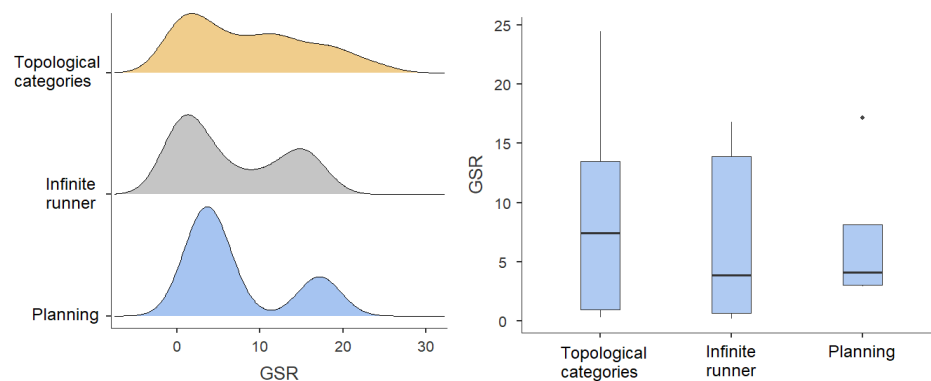 Topological
categories
Infinite
runner
Planning
0 10 20 30
GSR
25
20
15
10
5
0
GSR
Topological
categories
Infinite
runner
Planning